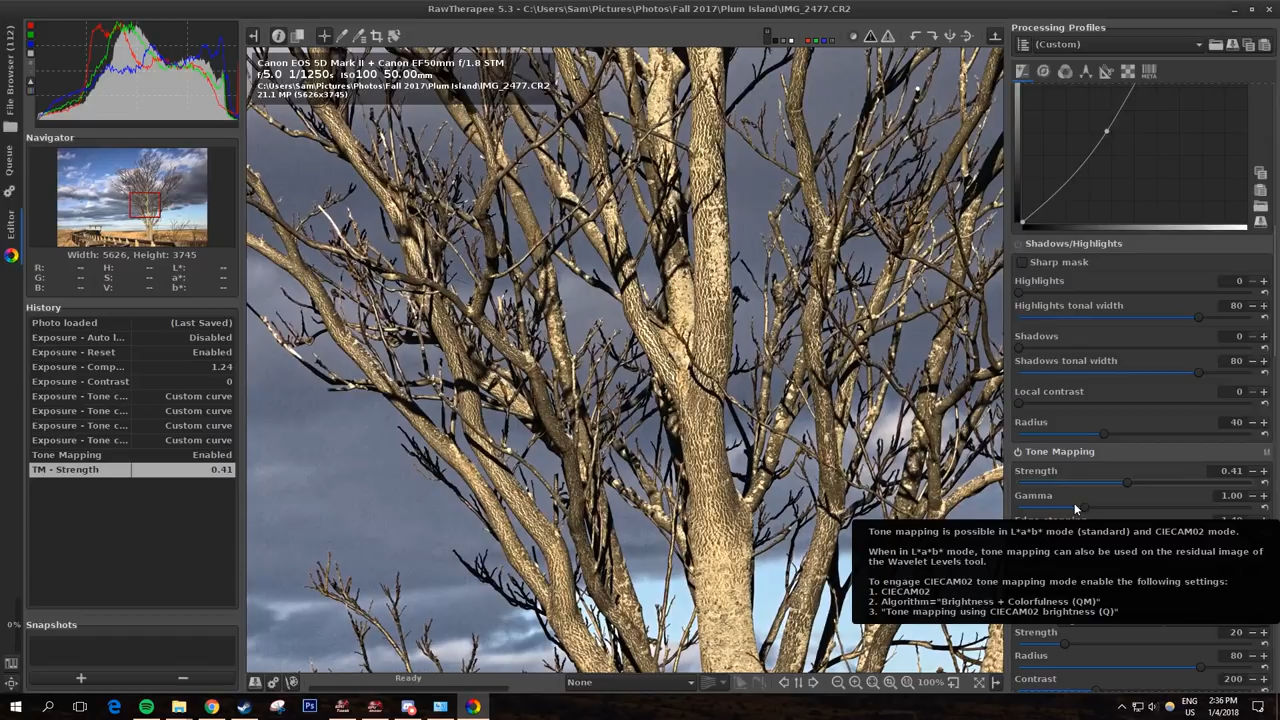 RawTherapee 5.3 - C:\Users\Sam\Pictures\Photos\Fall 2017\Plum Island\IMG_2477.CR2
File Browser (112)
Queue
Editor
0%
Navigator
Width: 5626, Height: 3745
R: -- H: -- L*: --
G: -- S: -- a*: --
B: -- V: -- b*: --
History
Photo loaded (Last Saved)
Exposure - Auto l... Disabled
Exposure - Reset Enabled
Exposure - Comp... 1.24
Exposure - Contrast 0
Exposure - Tone c... Custom curve
Exposure - Tone c... Custom curve
Exposure - Tone c... Custom curve
Exposure - Tone c... Custom curve
Tone Mapping Enabled
TM - Strength 0.41
Snapshots
Canon EOS 5D Mark II + Canon EF50mm f/1.8 STM
f/5.0 1/1250s ISO100 50.00mm
C:\Users\Sam\Pictures\Photos\Fall 2017\Plum Island\IMG_2477.CR2
21.1 MP (5626x3745)
Ready
None
100%
Processing Profiles
(Custom)
META
Shadows/Highlights
Sharp mask
Highlights 0
Highlights tonal width 80
Shadows 0
Shadows tonal width 80
Local contrast 0
Radius 40
Tone Mapping
Strength 0.41
Gamma 1.00
Tone mapping is possible in L*a*b* mode (standard) and CIECAM02 mode.
When in L*a*b* mode, tone mapping can also be used on the residual image of
the Wavelet Levels tool.
To engage CIECAM02 tone mapping mode enable the following settings:
1. CIECAM02
2. Algorithm="Brightness + Colorfulness (QM)"
3. "Tone mapping using CIECAM02 brightness (Q)"
Strength 20
Radius 80
Contrast 200
ENG
US
2:36 PM
1/4/2018